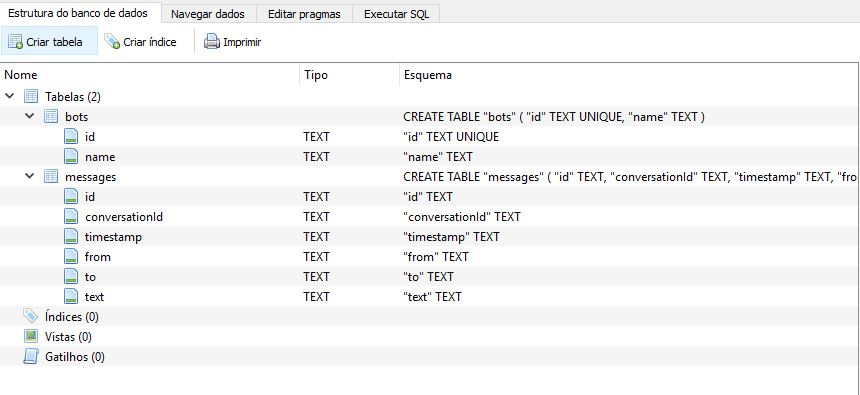 Estrutura do banco de dados Navegar dados Editar pragmas Executar SQL
Criar tabela Criar índice Imprimir
Nome Tipo Esquema
Tabelas (2)
bots CREATE TABLE "bots" ( "id" TEXT UNIQUE, "name" TEXT )
id TEXT "id" TEXT UNIQUE
name TEXT "name" TEXT
messages CREATE TABLE "messages" ( "id" TEXT, "conversationId" TEXT, "timestamp" TEXT, "fro
id TEXT "id" TEXT
conversationId TEXT "conversationId" TEXT
timestamp TEXT "timestamp" TEXT
from TEXT "from" TEXT
to TEXT "to" TEXT
text TEXT "text" TEXT
Índices (0)
Vistas (0)
Gatilhos (0)